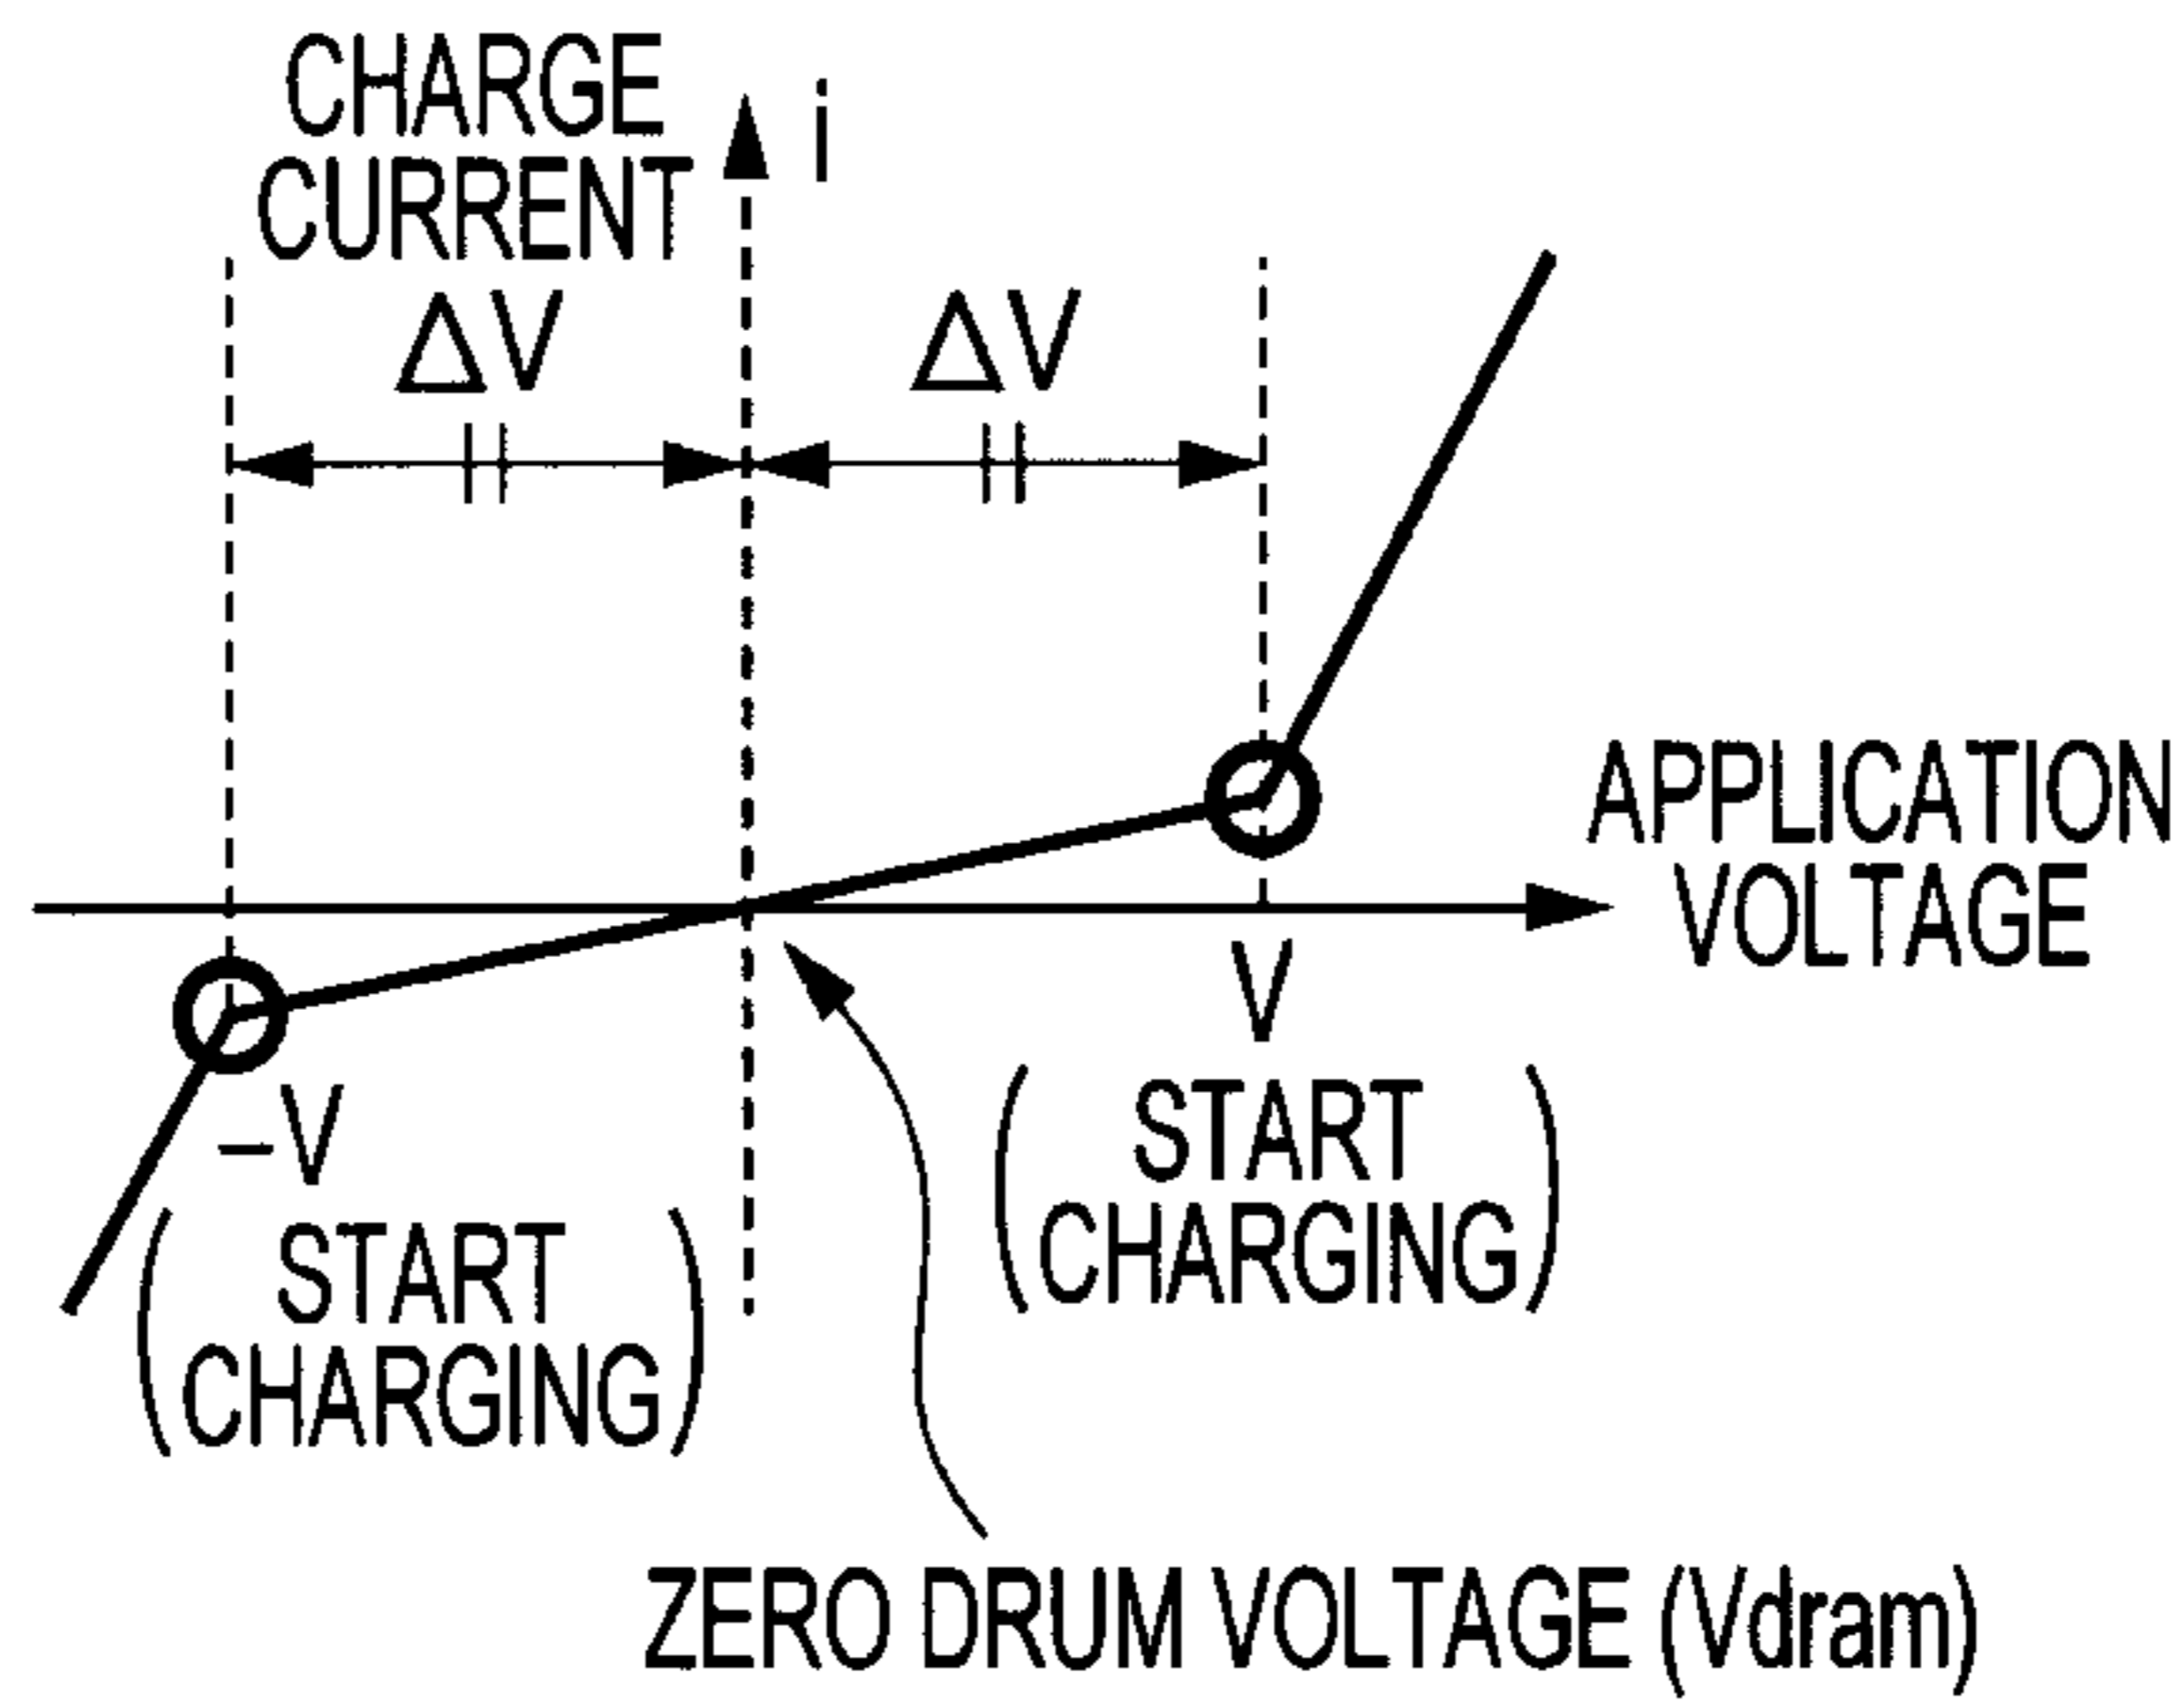 CHARGE
CURRENT
i
ΔV
ΔV
APPLICATION
VOLTAGE
V
(START
CHARGING)
-V
(START
CHARGING)
ZERO DRUM VOLTAGE (Vdram)